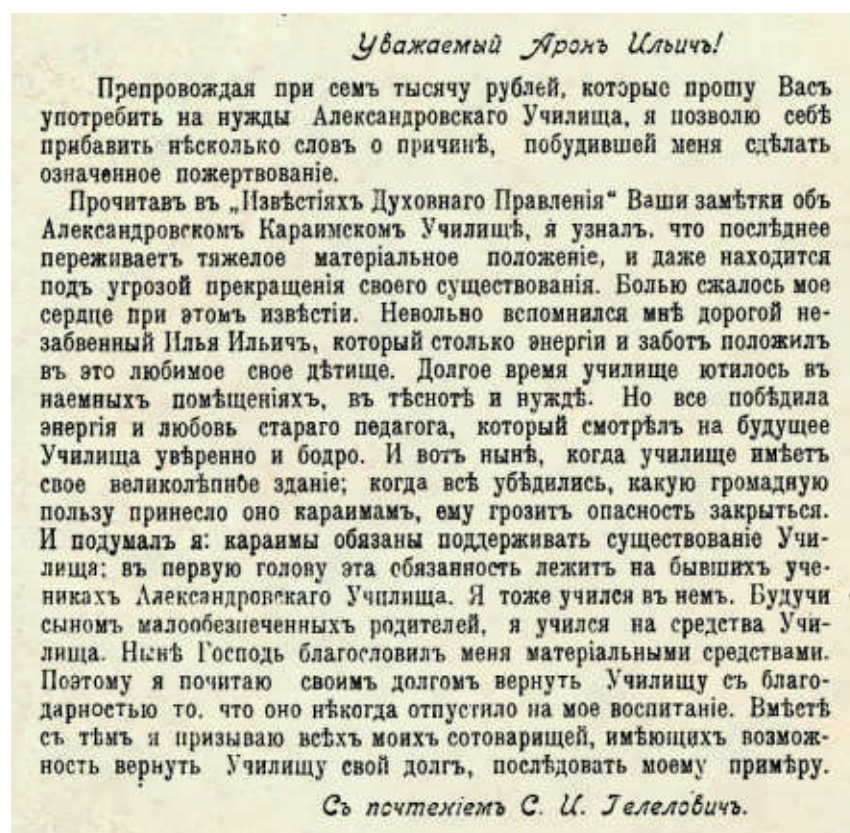 Уважаемый Аронъ Ильичъ!
Препровождая при семъ тысячу рублей, которые прошу Васъ
употребить на нужды Александровскаго Училища, я позволю себѣ
прибавить нѣсколько словъ о причинѣ, побудившей меня сдѣлать
означенное пожертвованіе.
Прочитавъ въ „Извѣстіяхъ Духовнаго Правленія“ Ваши замѣтки объ
Александровскомъ Караимскомъ Училищѣ, я узналъ, что послѣднее
переживаетъ тяжелое матеріальное положеніе, и даже находится
подъ угрозой прекращенія своего существованія. Болью сжалось мое
сердце при этомъ извѣстіи. Невольно вспомнился мнѣ дорогой не-
забвенный Илья Ильичъ, который столько энергіи и заботъ положилъ
въ это любимое свое дѣтище. Долгое время училище ютилось въ
наемныхъ помѣщеніяхъ, въ тѣснотѣ и нуждѣ. Но все побѣдила
энергія и любовь стараго педагога, который смотрѣлъ на будущее
Училища увѣренно и бодро. И вотъ нынѣ, когда училище имѣетъ
свое великолѣпное зданіе; когда всѣ убѣдились, какую громадную
пользу принесло оно караимамъ, ему грозитъ опасность закрыться.
И подумалъ я: караимы обязаны поддерживать существованіе Учи-
лища; въ первую голову эта обязанность лежитъ на бывшихъ уче-
никахъ Александровскаго Училища. Я тоже учился въ немъ. Будучи
сыномъ малообезпеченныхъ родителей, я учился на средства Учи-
лища. Нынѣ Господь благословилъ меня матеріальными средствами.
Поэтому я почитаю своимъ долгомъ вернуть Училищу съ благо-
дарностью то, что оно нѣкогда отпустило на мое воспитаніе. Вмѣстѣ
съ тѣмъ я призываю всѣхъ моихъ сотоварищей, имѣющихъ возмож-
ность вернуть Училищу свой долгъ, послѣдовать моему примѣру.
Съ почтеніемъ С. И. Гелеловичъ.